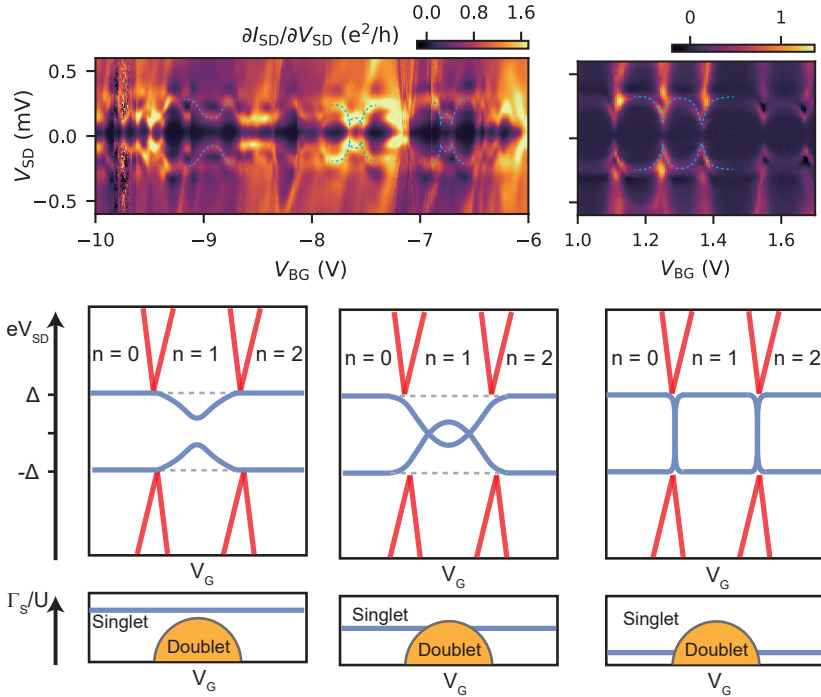 ∂I_SD/∂V_SD (e²/h)
0.0 0.8 1.6
0 1
V_SD (mV)
0.5
0.0
−0.5
−10 −9 −8 −7 −6
V_BG (V)
1.0 1.2 1.4 1.6
V_BG (V)
eV_SD
Δ
-Δ
n = 0 n = 1 n = 2
V_G
n = 0 n = 1 n = 2
V_G
n = 0 n = 1 n = 2
V_G
Γ_S/U
Singlet
Doublet
V_G
Singlet
Doublet
V_G
Singlet
Doublet
V_G